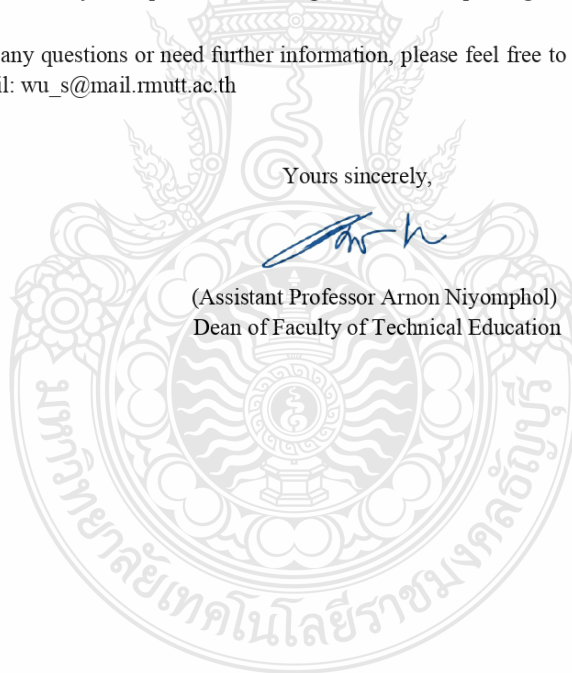 any questions or need further information, please feel free to
il: wu_s@mail.rmutt.ac.th
Yours sincerely,
(Assistant Professor Arnon Niyomphol)
Dean of Faculty of Technical Education
มหาวิทยาลัยเทคโนโลยีราชมงคลธัญบุรี